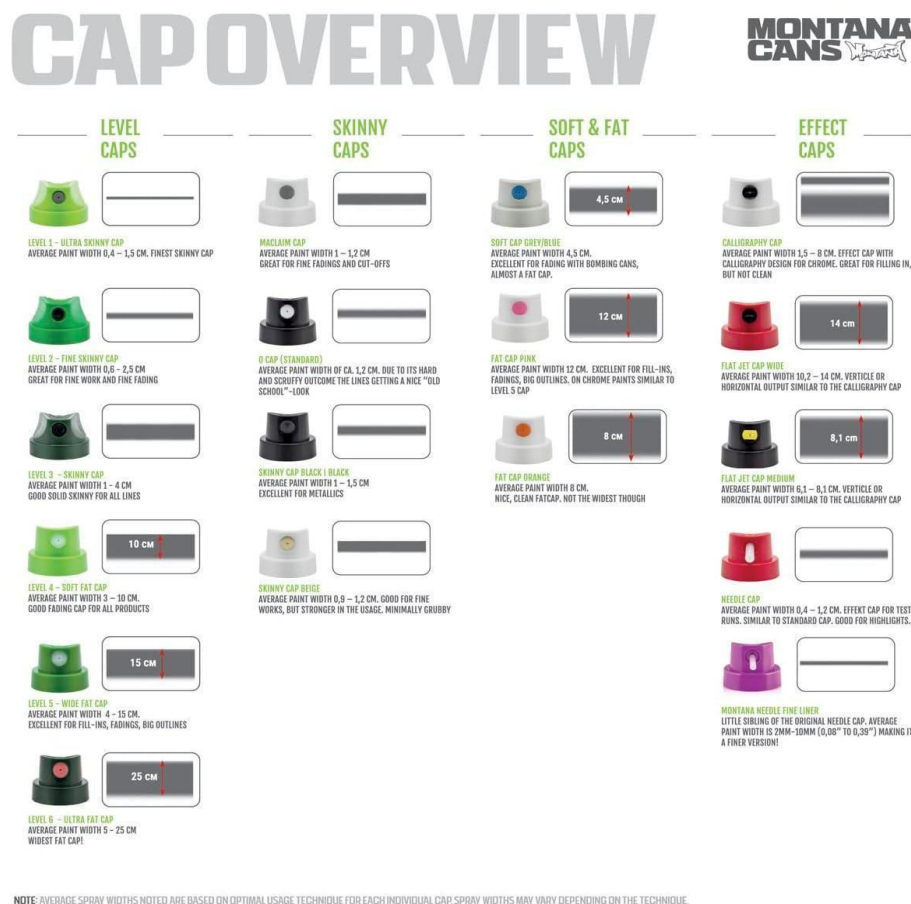 CAP OVERVIEW
MONTANA
CANS
LEVEL
CAPS
LEVEL 1 - ULTRA SKINNY CAP
AVERAGE PAINT WIDTH 0,4 – 1,5 CM. FINEST SKINNY CAP
LEVEL 2 - FINE SKINNY CAP
AVERAGE PAINT WIDTH 0,6 - 2,5 CM
GREAT FOR FINE WORK AND FINE FADING
LEVEL 3 - SKINNY CAP
AVERAGE PAINT WIDTH 1 - 4 CM
GOOD SOLID SKINNY FOR ALL LINES
10 CM
LEVEL 4 - SOFT FAT CAP
AVERAGE PAINT WIDTH 3 – 10 CM.
GOOD FADING CAP FOR ALL PRODUCTS
15 CM
LEVEL 5 - WIDE FAT CAP
AVERAGE PAINT WIDTH 4 - 15 CM.
EXCELLENT FOR FILL-INS, FADINGS, BIG OUTLINES
25 CM
LEVEL 6 - ULTRA FAT CAP
AVERAGE PAINT WIDTH 5 - 25 CM
WIDEST FAT CAP!
SKINNY
CAPS
MACLAIM CAP
AVERAGE PAINT WIDTH 1 – 1,2 CM
GREAT FOR FINE FADINGS AND CUT-OFFS
O CAP (STANDARD)
AVERAGE PAINT WIDTH OF CA. 1,2 CM. DUE TO ITS HARD
AND SCRUFFY OUTCOME THE LINES GETTING A NICE "OLD
SCHOOL"-LOOK
SKINNY CAP BLACK | BLACK
AVERAGE PAINT WIDTH 1 – 1,5 CM
EXCELLENT FOR METALLICS
SKINNY CAP BEIGE
AVERAGE PAINT WIDTH 0,9 – 1,2 CM. GOOD FOR FINE
WORKS, BUT STRONGER IN THE USAGE. MINIMALLY GRUBBY
SOFT & FAT
CAPS
4,5 CM
SOFT CAP GREY/BLUE
AVERAGE PAINT WIDTH 4,5 CM.
EXCELLENT FOR FADING WITH BOMBING CANS,
ALMOST A FAT CAP.
12 CM
FAT CAP PINK
AVERAGE PAINT WIDTH 12 CM. EXCELLENT FOR FILL-INS,
FADINGS, BIG OUTLINES. ON CHROME PAINTS SIMILAR TO
LEVEL 5 CAP
8 CM
FAT CAP ORANGE
AVERAGE PAINT WIDTH 8 CM.
NICE, CLEAN FATCAP. NOT THE WIDEST THOUGH
EFFECT
CAPS
CALLIGRAPHY CAP
AVERAGE PAINT WIDTH 1,5 – 8 CM. EFFECT CAP WITH
CALLIGRAPHY DESIGN FOR CHROME. GREAT FOR FILLING IN,
BUT NOT CLEAN
14 cm
FLAT JET CAP WIDE
AVERAGE PAINT WIDTH 10,2 – 14 CM. VERTICLE OR
HORIZONTAL OUTPUT SIMILAR TO THE CALLIGRAPHY CAP
8,1 cm
FLAT JET CAP MEDIUM
AVERAGE PAINT WIDTH 6,1 – 8,1 CM. VERTICLE OR
HORIZONTAL OUTPUT SIMILAR TO THE CALLIGRAPHY CAP
NEEDLE CAP
AVERAGE PAINT WIDTH 0,4 – 1,2 CM. EFFEKT CAP FOR TEST
RUNS. SIMILAR TO STANDARD CAP. GOOD FOR HIGHLIGHTS.
MONTANA NEEDLE FINE LINER
LITTLE SIBLING OF THE ORIGINAL NEEDLE CAP. AVERAGE
PAINT WIDTH IS 2MM-10MM (0,08" TO 0,39") MAKING IT
A FINER VERSION!
NOTE: AVERAGE SPRAY WIDTHS NOTED ARE BASED ON OPTIMAL USAGE TECHNIQUE FOR EACH INDIVIDUAL CAP. SPRAY WIDTHS MAY VARY DEPENDING ON THE TECHNIQUE.